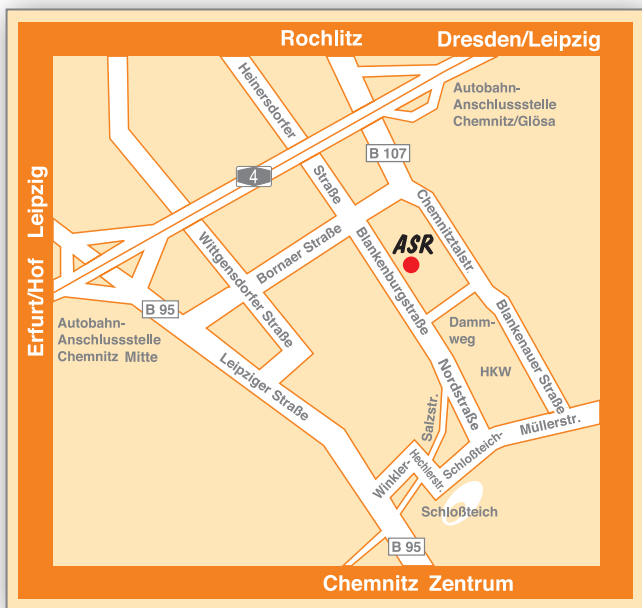 Rochlitz
Dresden/Leipzig
Erfurt/Hof Leipzig
Heinersdorfer
Straße
Autobahn-
Anschlussstelle
Chemnitz/Glösa
B 107
4
Chemnitztalstr.
ASR
Wittgensdorfer Straße
Bornaer Straße
Blankenburgstraße
B 95
Autobahn-
Anschlussstelle
Chemnitz Mitte
Leipziger Straße
Damm-
weg
Blankenauer Straße
HKW
Nordstraße
Salzstr.
Müllerstr.
Schloßteich-
Hechlerstr.
Winkler-
Schloßteich
B 95
Chemnitz Zentrum